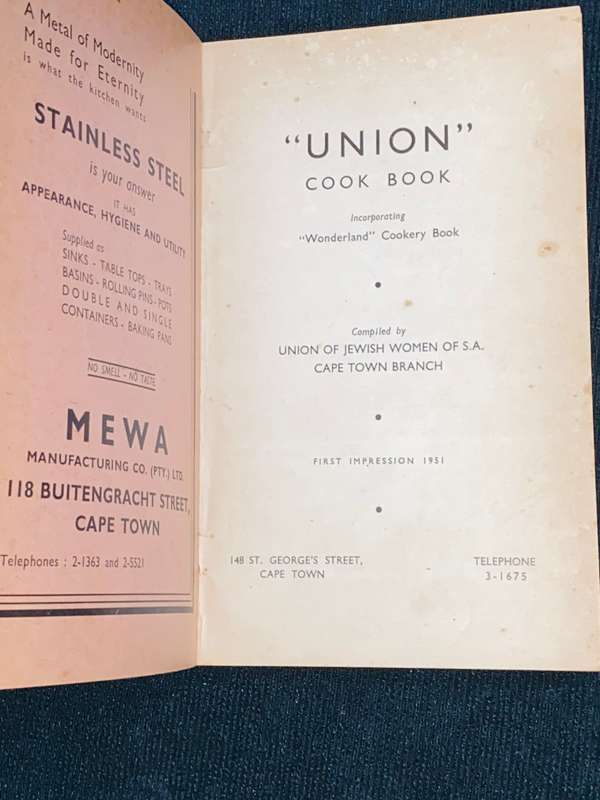 A Metal of Modernity
Made for Eternity
is what the kitchen wants
STAINLESS STEEL
is your answer
IT HAS
APPEARANCE, HYGIENE AND UTILITY
Supplied as
SINKS - TABLE TOPS - TRAYS
BASINS - ROLLING PINS - POTS
DOUBLE AND SINGLE
CONTAINERS - BAKING PANS
NO SMELL - NO TASTE
MEWA
MANUFACTURING CO. (PTY.) LTD.
118 BUITENGRACHT STREET,
CAPE TOWN
Telephones : 2-1363 and 2-5521
"UNION"
COOK BOOK
Incorporating
"Wonderland" Cookery Book
Compiled by
UNION OF JEWISH WOMEN OF S.A.
CAPE TOWN BRANCH
FIRST IMPRESSION 1951
148 ST. GEORGE'S STREET,
CAPE TOWN
TELEPHONE
3-1675